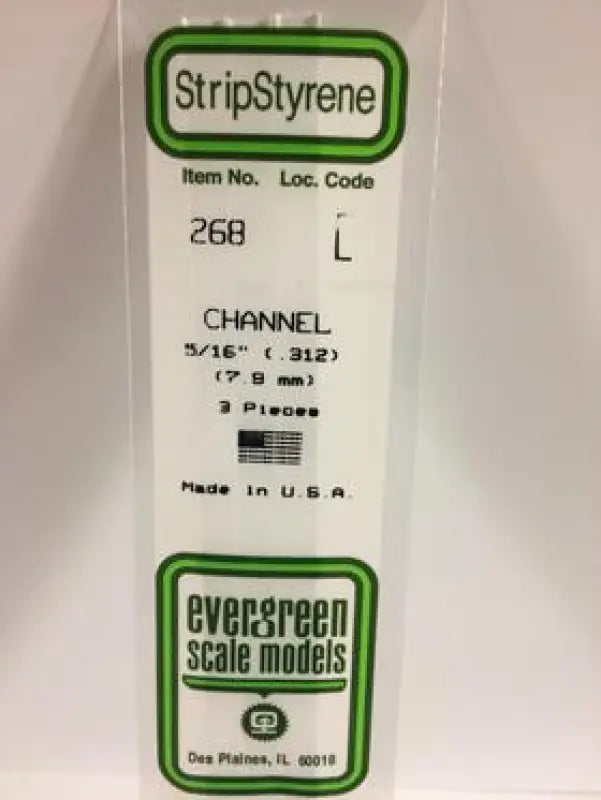 StripStyrene
Item No. Loc. Code
268 L
CHANNEL
5/16" (.312)
(7.9 mm)
3 Pieces
Made In U.S.A.
evergreen
scale models
Des Plaines, IL 60018